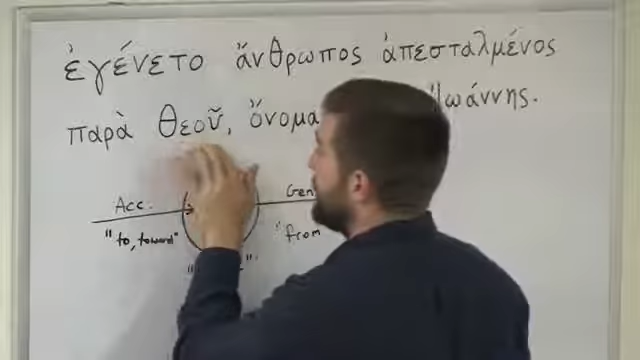 ἐγένετο ἄνθρωπος ἀπεσταλμένος
παρὰ Θεοῦ, ὄνομα Ἰωάννης.
Acc. Gen
"to, toward" "from